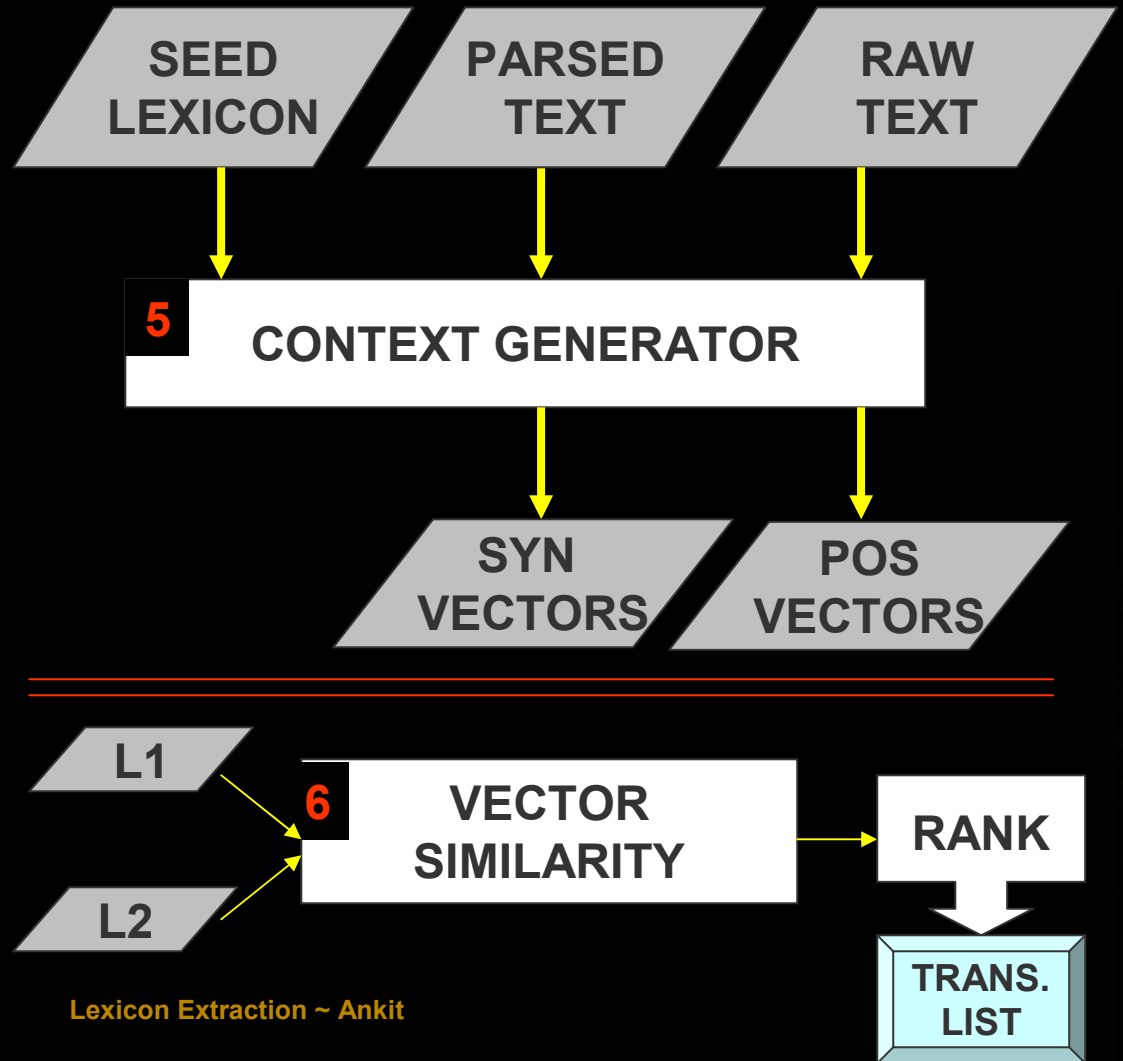 SEED
LEXICON
PARSED
TEXT
RAW
TEXT
5
CONTEXT GENERATOR
SYN
VECTORS
POS
VECTORS
L1
L2
6
VECTOR
SIMILARITY
RANK
TRANS.
LIST
Lexicon Extraction ~ Ankit